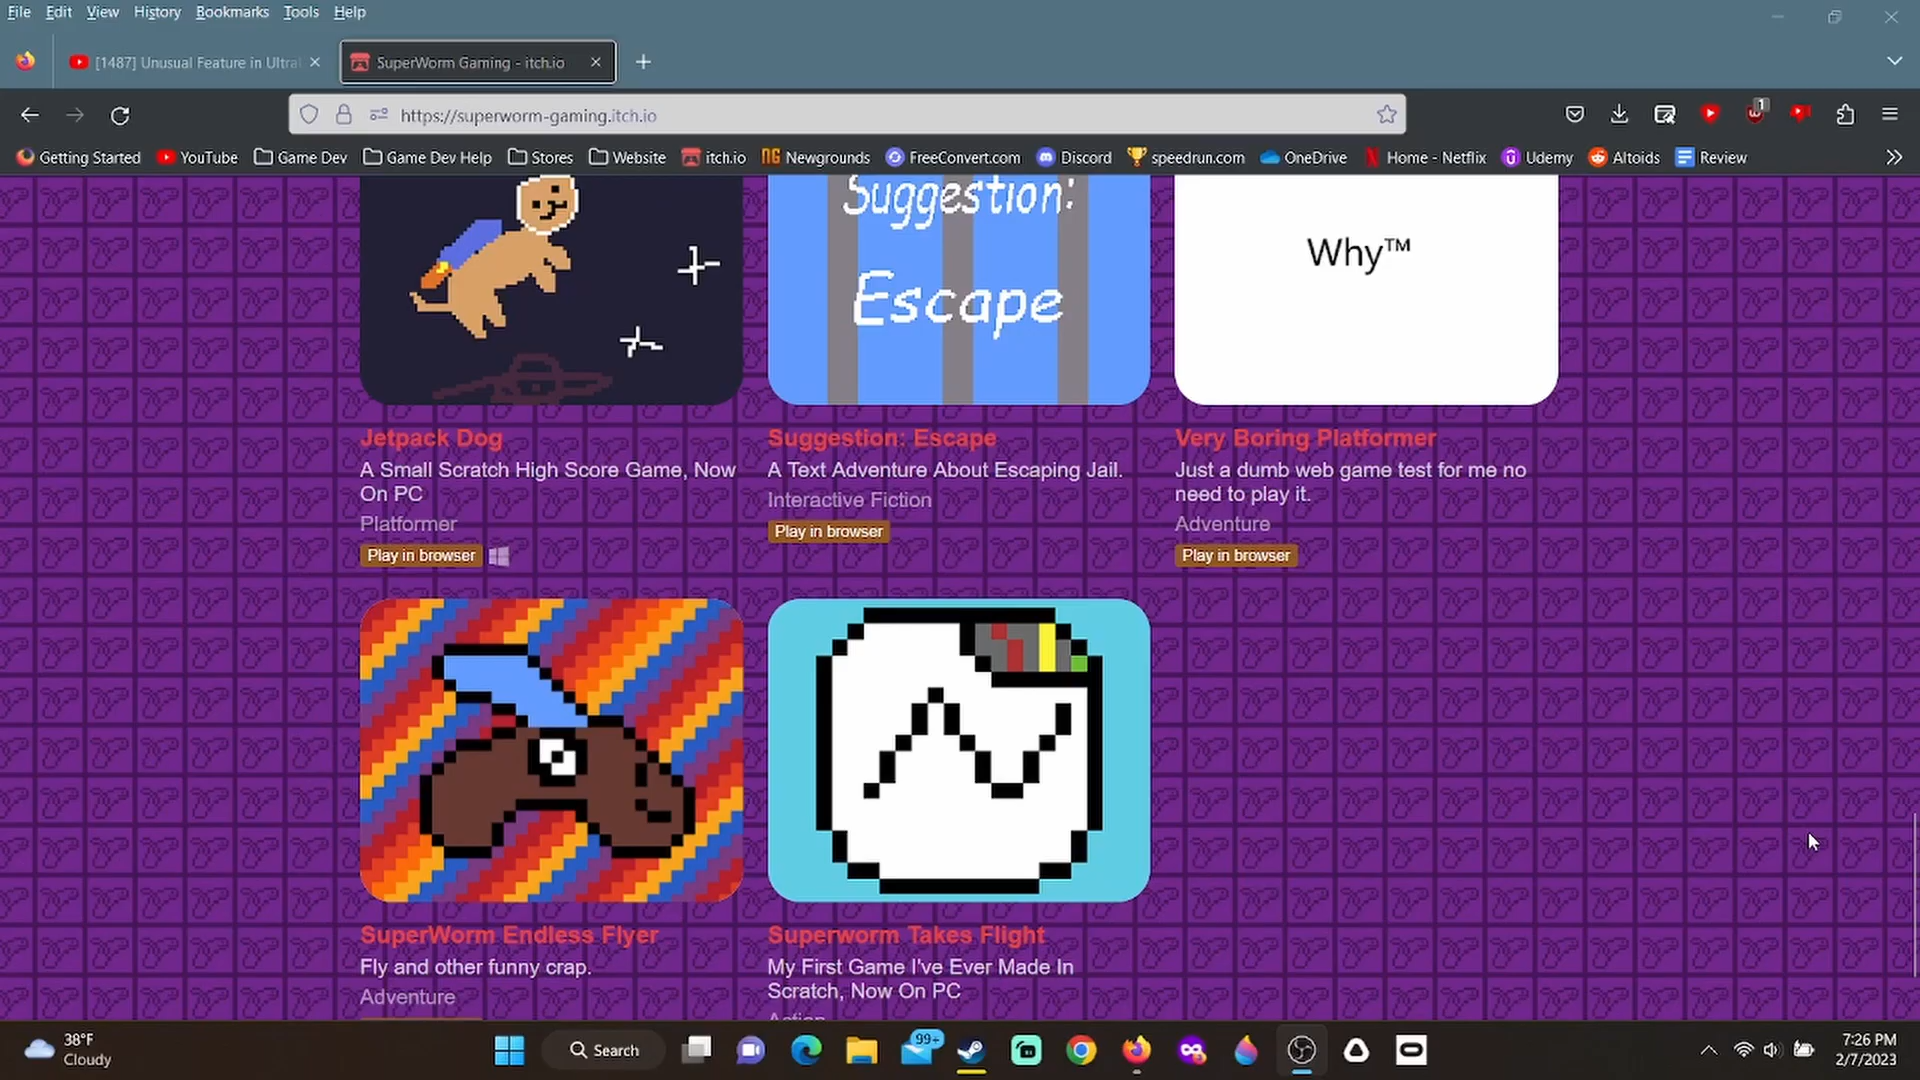 File Edit View History Bookmarks Tools Help
[1487] Unusual Feature in Ultra
SuperWorm Gaming - itch.io
https://superworm-gaming.itch.io
1
Getting Started YouTube Game Dev Game Dev Help Stores Website itch.io NG Newgrounds FreeConvert.com Discord speedrun.com OneDrive Home - Netflix Udemy Altoids Review
Suggestion:
Escape
Why™
Jetpack Dog
A Small Scratch High Score Game, Now
On PC
Platformer
Play in browser
Suggestion: Escape
A Text Adventure About Escaping Jail.
Interactive Fiction
Play in browser
Very Boring Platformer
Just a dumb web game test for me no
need to play it.
Adventure
Play in browser
SuperWorm Endless Flyer
Fly and other funny crap.
Adventure
Superworm Takes Flight
My First Game I've Ever Made In
Scratch, Now On PC
Action
38°F
Cloudy
Search
99+
7:26 PM
2/7/2023